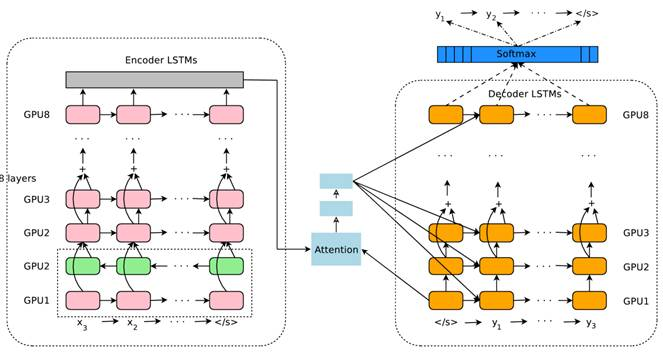 y1 y2 ... </s>
Softmax
Encoder LSTMs
GPU8
...
8 layers
GPU3
GPU2
GPU2
GPU1
x3 x2 ... </s>
Attention
Decoder LSTMs
GPU8
...
GPU3
GPU2
GPU1
</s> y1 ... y3